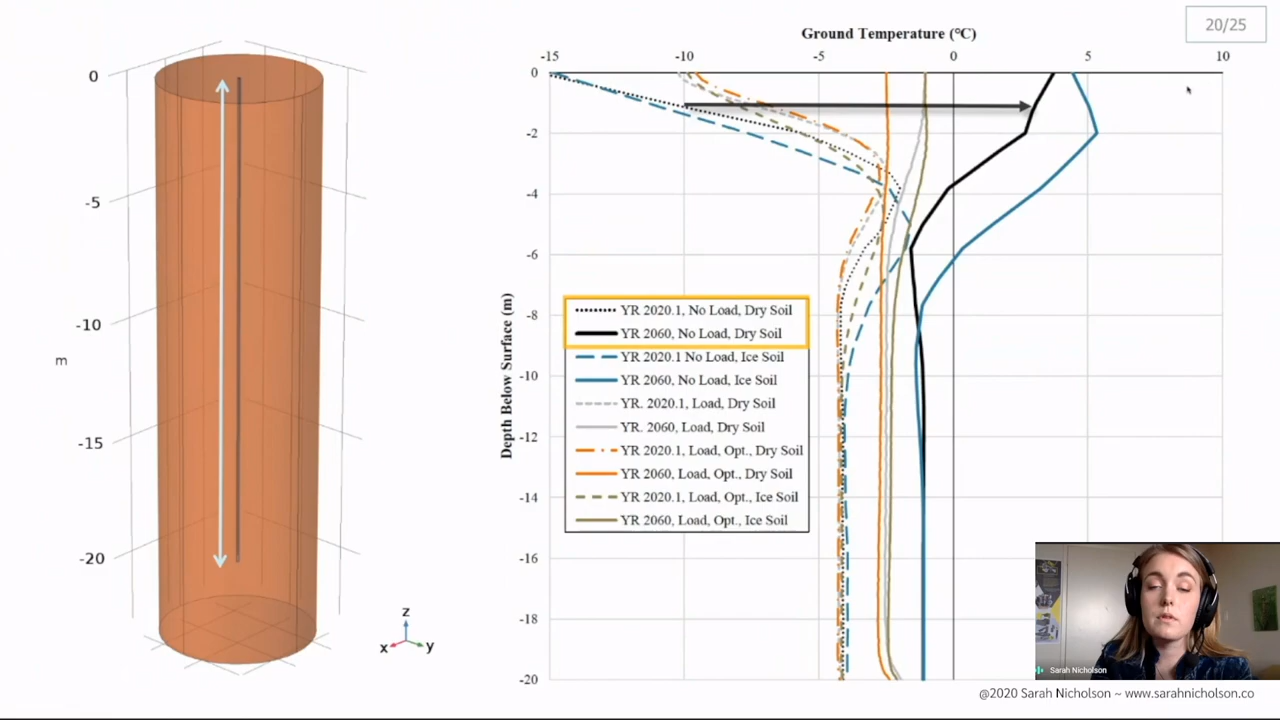 20/25
Ground Temperature (°C)
-15 -10 -5 0 5 10
0
-2
-4
-6
-8
-10
-12
-14
-16
-18
-20
Depth Below Surface (m)
YR 2020.1, No Load, Dry Soil
YR 2060, No Load, Dry Soil
YR 2020.1 No Load, Ice Soil
YR 2060, No Load, Ice Soil
YR. 2020.1, Load, Dry Soil
YR. 2060, Load, Dry Soil
YR 2020.1, Load, Opt., Dry Soil
YR 2060, Load, Opt., Dry Soil
YR 2020.1, Load, Opt., Ice Soil
YR 2060, Load, Opt., Ice Soil
0
-5
-10
m
-15
-20
z
x y
Sarah Nicholson
@2020 Sarah Nicholson ~ www.sarahnicholson.co